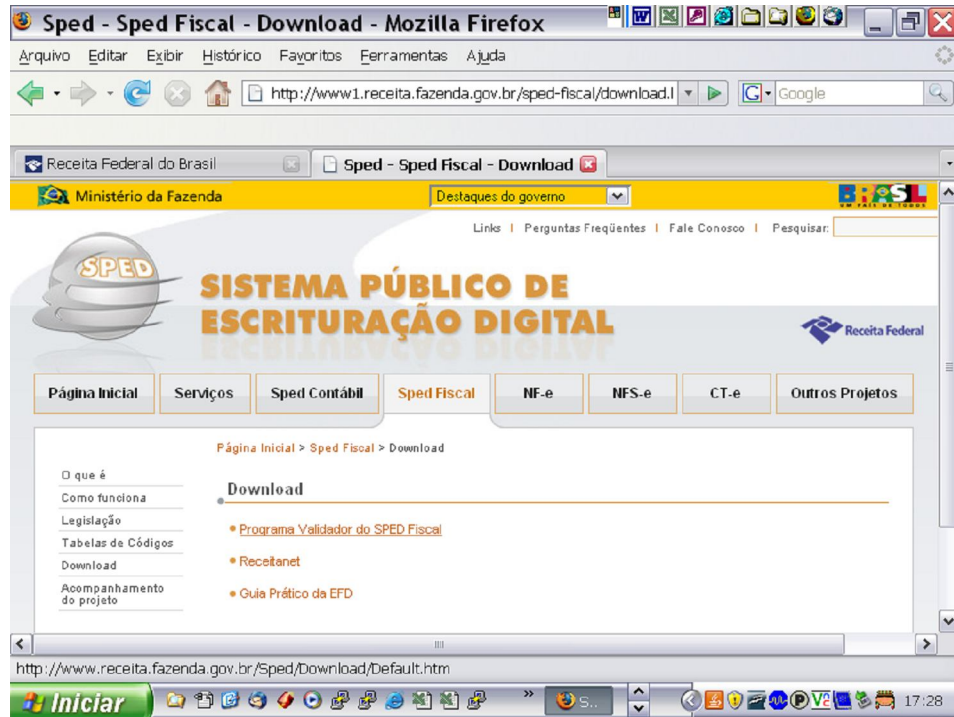 Sped - Sped Fiscal - Download - Mozilla Firefox
Arquivo Editar Exibir Histórico Favoritos Ferramentas Ajuda
http://www1.receita.fazenda.gov.br/sped-fiscal/download.l
Google
Receita Federal do Brasil
Sped - Sped Fiscal - Download
Ministério da Fazenda
Destaques do governo
BRASIL
UM PAÍS DE TODOS
Links | Perguntas Freqüentes | Fale Conosco | Pesquisar:
SPED
SISTEMA PÚBLICO DE
ESCRITURAÇÃO DIGITAL
Receita Federal
Página Inicial Serviços Sped Contábil Sped Fiscal NF-e NFS-e CT-e Outros Projetos
Página Inicial > Sped Fiscal > Download
O que é
Como funciona
Legislação
Tabelas de Códigos
Download
Acompanhamento
do projeto
Download
Programa Validador do SPED Fiscal
Receitanet
Guia Prático da EFD
http://www.receita.fazenda.gov.br/Sped/Download/Default.htm
Iniciar
S..
17:28